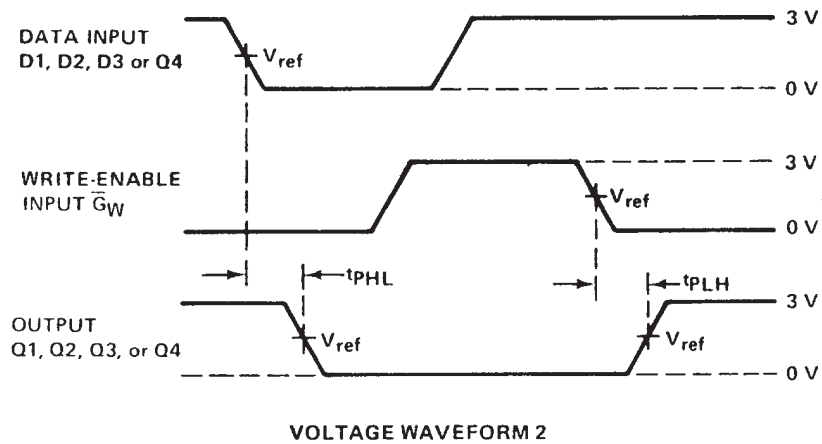 DATA INPUT
D1, D2, D3 or Q4
Vref
3 V
0 V
WRITE-ENABLE
INPUT G̅W
Vref
3 V
0 V
tPHL
tPLH
OUTPUT
Q1, Q2, Q3, or Q4
Vref
Vref
3 V
0 V
VOLTAGE WAVEFORM 2